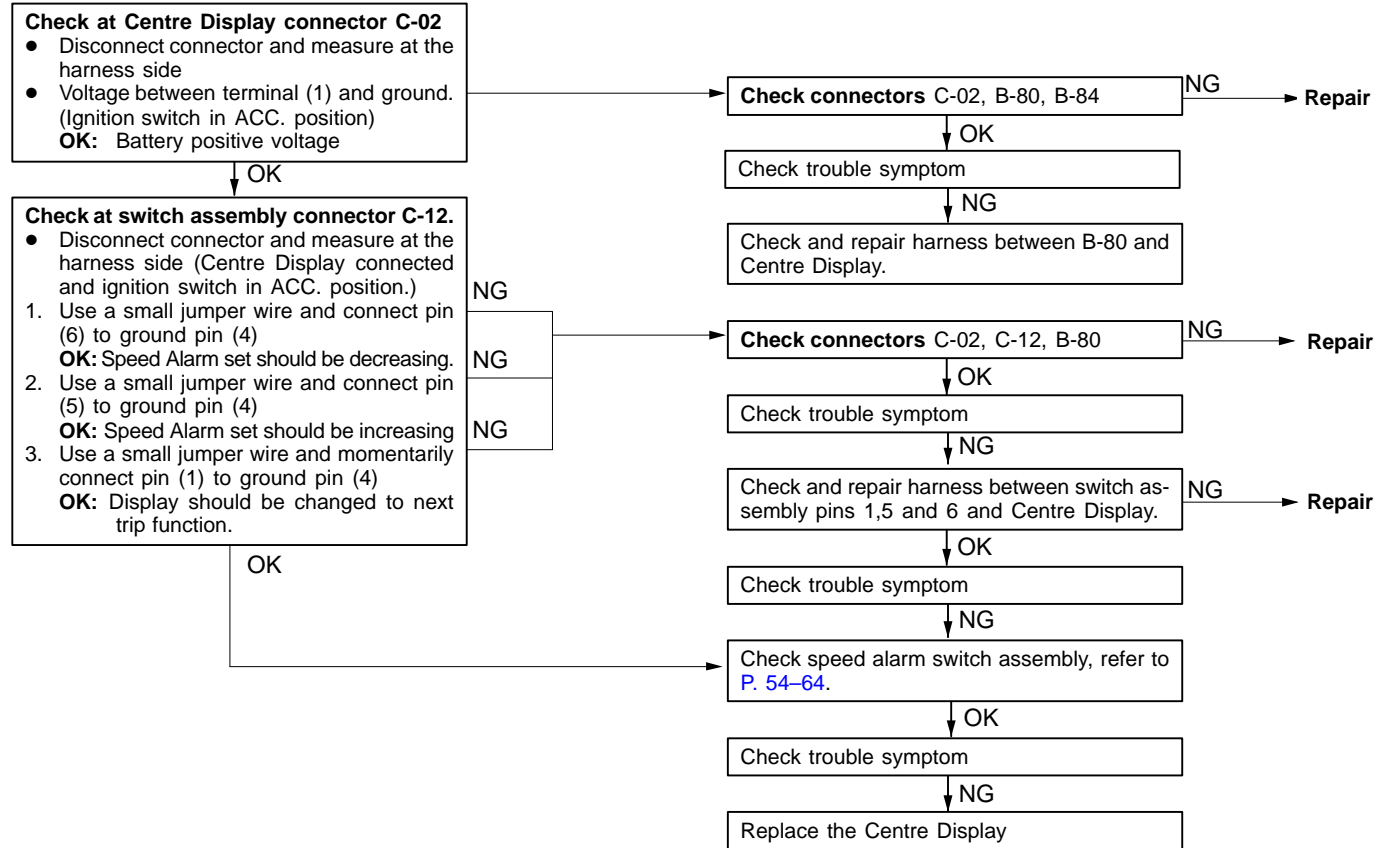 Check at Centre Display connector C-02
● Disconnect connector and measure at the
harness side
● Voltage between terminal (1) and ground.
(Ignition switch in ACC. position)
OK: Battery positive voltage
OK
Check at switch assembly connector C-12.
● Disconnect connector and measure at the
harness side (Centre Display connected
and ignition switch in ACC. position.)
1. Use a small jumper wire and connect pin
(6) to ground pin (4)
OK: Speed Alarm set should be decreasing.
2. Use a small jumper wire and connect pin
(5) to ground pin (4)
OK: Speed Alarm set should be increasing
3. Use a small jumper wire and momentarily
connect pin (1) to ground pin (4)
OK: Display should be changed to next
trip function.
NG
NG
NG
OK
Check connectors C-02, B-80, B-84
NG
Repair
OK
Check trouble symptom
NG
Check and repair harness between B-80 and
Centre Display.
Check connectors C-02, C-12, B-80
NG
Repair
OK
Check trouble symptom
NG
Check and repair harness between switch as-
sembly pins 1,5 and 6 and Centre Display.
NG
Repair
OK
Check trouble symptom
NG
Check speed alarm switch assembly, refer to
P. 54–64.
OK
Check trouble symptom
NG
Replace the Centre Display